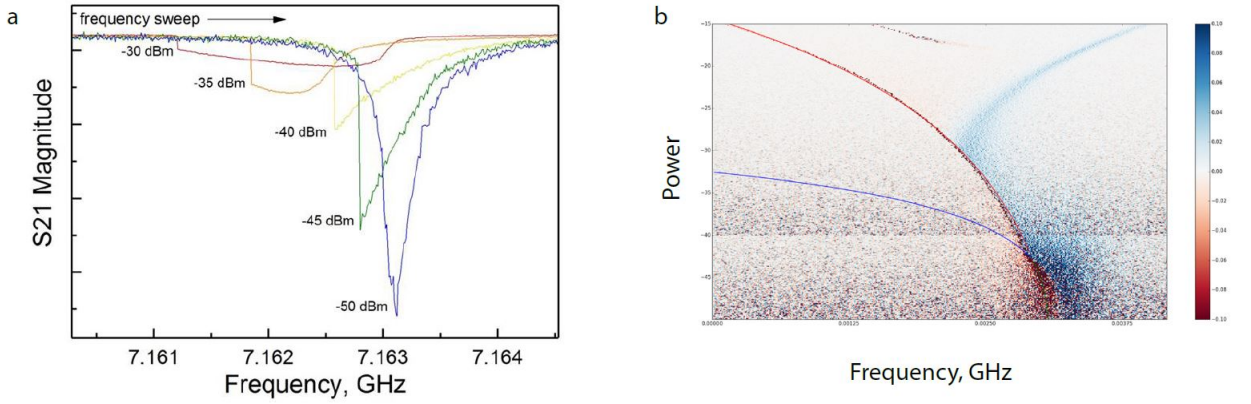 a
frequency sweep
-30 dBm
-35 dBm
-40 dBm
-45 dBm
-50 dBm
S21 Magnitude
7.161 7.162 7.163 7.164
Frequency, GHz
b
Power
−15
−20
−25
−30
−35
−40
−45
0.00000 0.00125 0.00250 0.00375
Frequency, GHz
0.10
0.08
0.06
0.04
0.02
0.00
−0.02
−0.04
−0.06
−0.08
−0.10